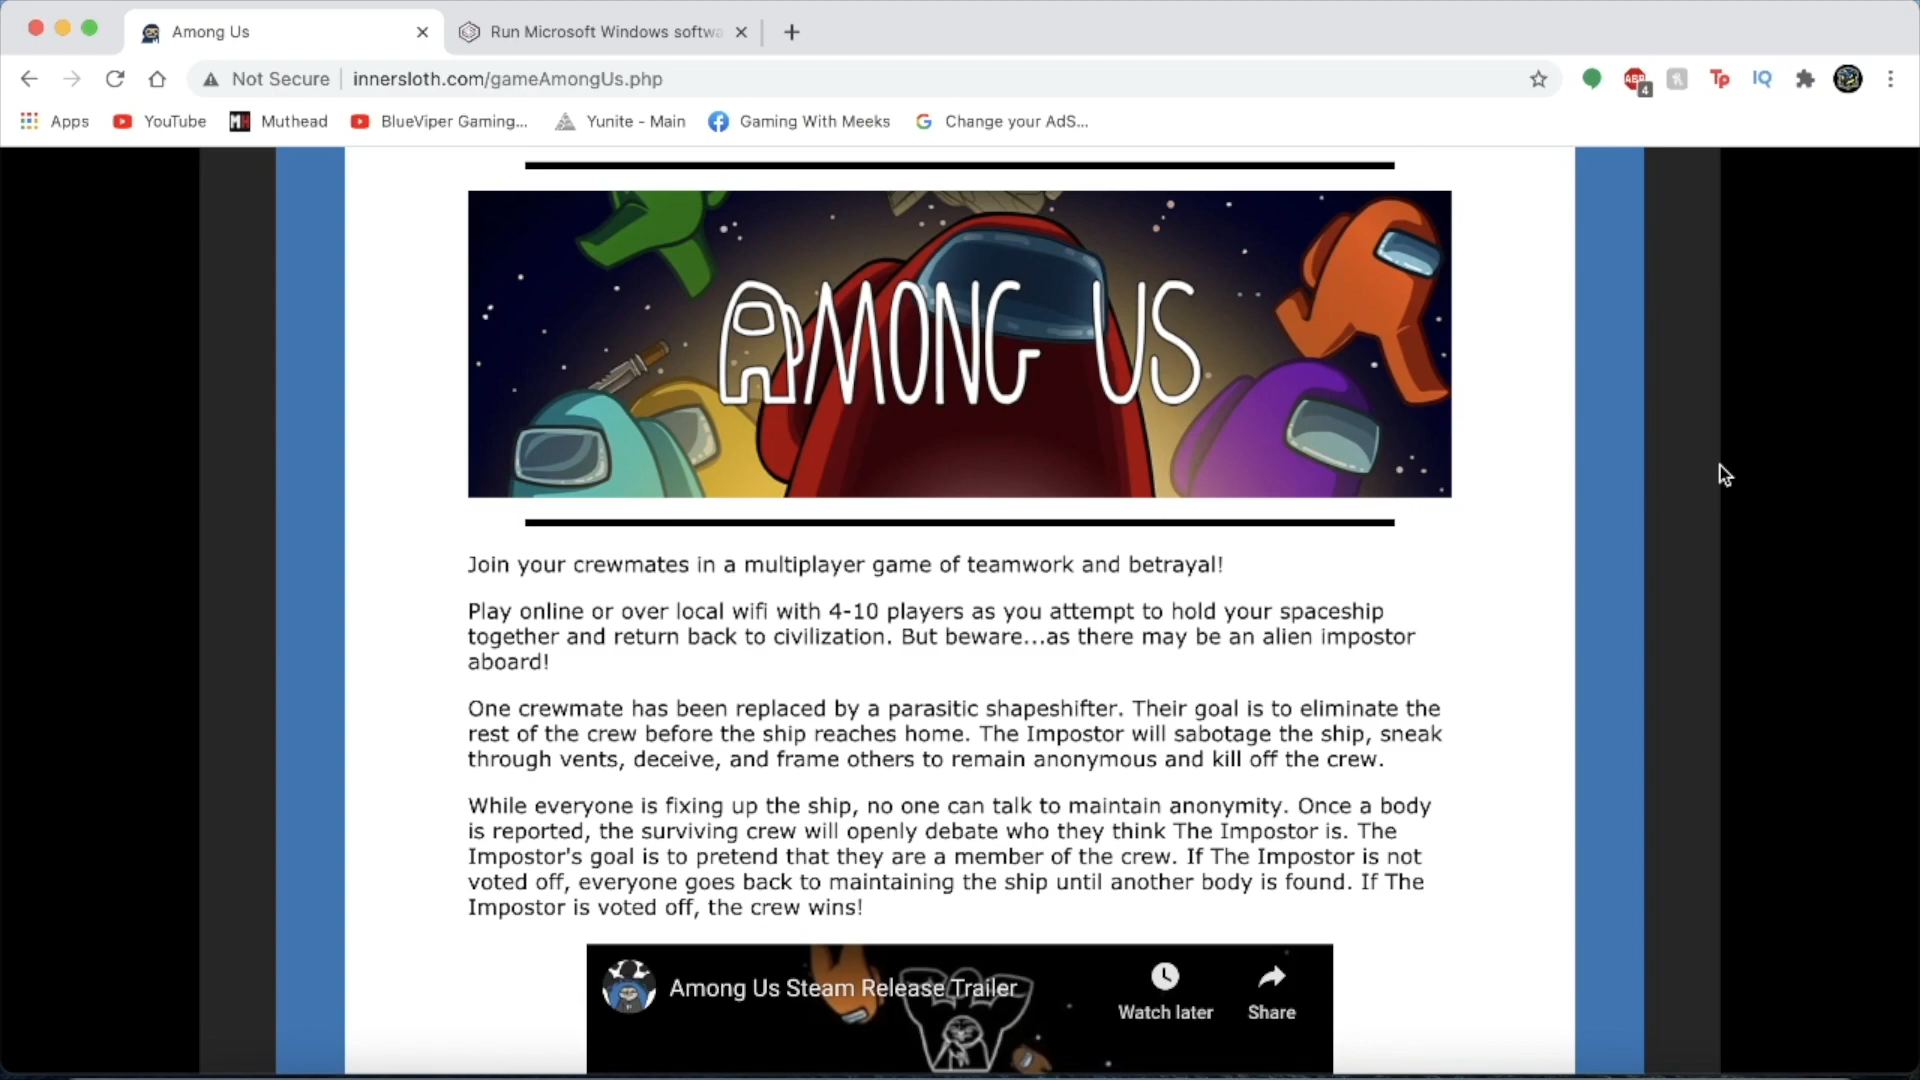 Among Us
Run Microsoft Windows softwa
Not Secure
innersloth.com/gameAmongUs.php
ABP
4
Tp
IQ
Apps
YouTube
MH
Muthead
BlueViper Gaming...
Yunite - Main
Gaming With Meeks
Change your AdS...
AMONG US
Join your crewmates in a multiplayer game of teamwork and betrayal!
Play online or over local wifi with 4-10 players as you attempt to hold your spaceship
together and return back to civilization. But beware...as there may be an alien impostor
aboard!
One crewmate has been replaced by a parasitic shapeshifter. Their goal is to eliminate the
rest of the crew before the ship reaches home. The Impostor will sabotage the ship, sneak
through vents, deceive, and frame others to remain anonymous and kill off the crew.
While everyone is fixing up the ship, no one can talk to maintain anonymity. Once a body
is reported, the surviving crew will openly debate who they think The Impostor is. The
Impostor's goal is to pretend that they are a member of the crew. If The Impostor is not
voted off, everyone goes back to maintaining the ship until another body is found. If The
Impostor is voted off, the crew wins!
Among Us Steam Release Trailer
Watch later
Share